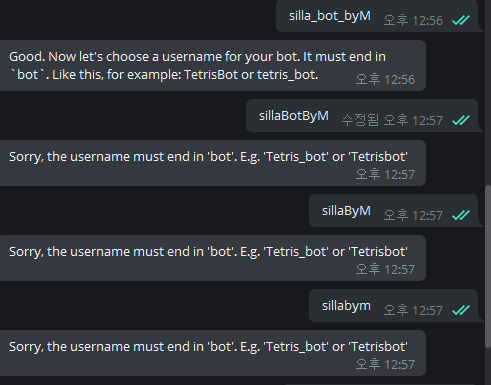 silla_bot_byM 오후 12:56
Good. Now let's choose a username for your bot. It must end in
`bot`. Like this, for example: TetrisBot or tetris_bot.
오후 12:56
sillaBotByM 수정됨 오후 12:57
Sorry, the username must end in 'bot'. E.g. 'Tetris_bot' or 'Tetrisbot'
오후 12:57
sillaByM 오후 12:57
Sorry, the username must end in 'bot'. E.g. 'Tetris_bot' or 'Tetrisbot'
오후 12:57
sillabym 오후 12:57
Sorry, the username must end in 'bot'. E.g. 'Tetris_bot' or 'Tetrisbot'
오후 12:57